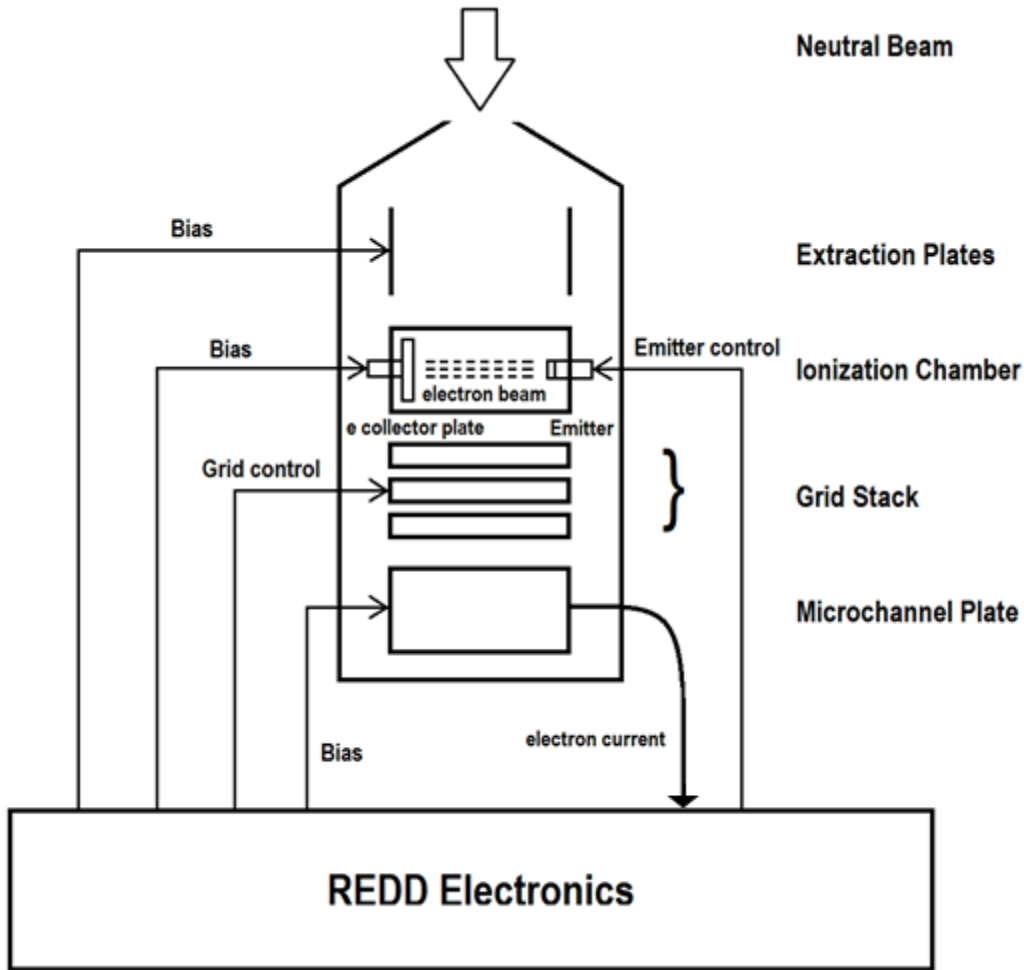 Neutral Beam
Bias
Extraction Plates
Bias
Emitter control
Ionization Chamber
electron beam
e collector plate
Emitter
Grid control
Grid Stack
Microchannel Plate
Bias
electron current
REDD Electronics